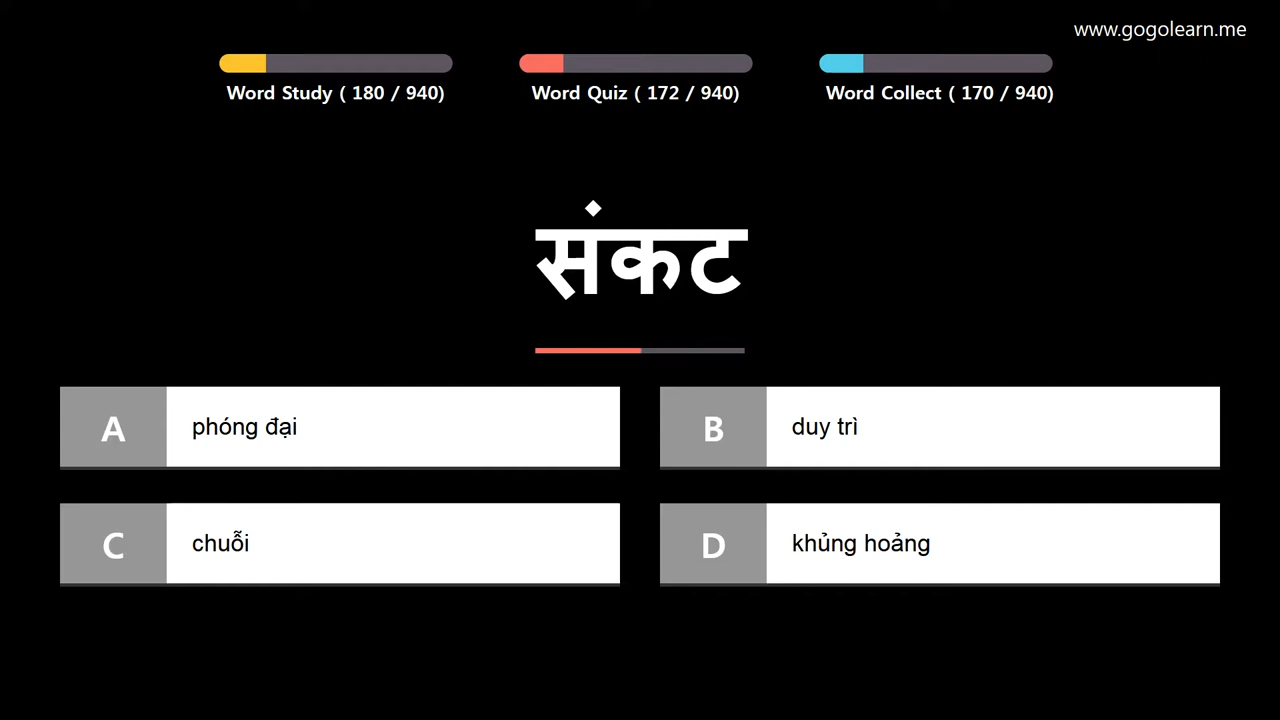 www.gogolearn.me
Word Study ( 180 / 940)
Word Quiz ( 172 / 940)
Word Collect ( 170 / 940)
संकट
A phóng đại
B duy trì
C chuỗi
D khủng hoảng